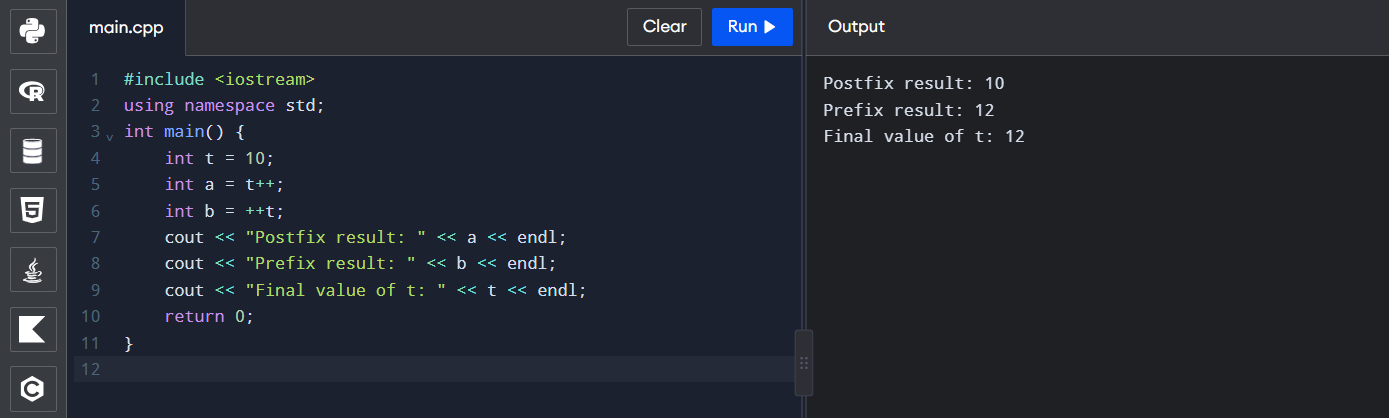 main.cpp
Clear
Run
Output
1 #include <iostream>
2 using namespace std;
3 int main() {
4     int t = 10;
5     int a = t++;
6     int b = ++t;
7     cout << "Postfix result: " << a << endl;
8     cout << "Prefix result: " << b << endl;
9     cout << "Final value of t: " << t << endl;
10     return 0;
11 }
12
Postfix result: 10
Prefix result: 12
Final value of t: 12
R
5
C